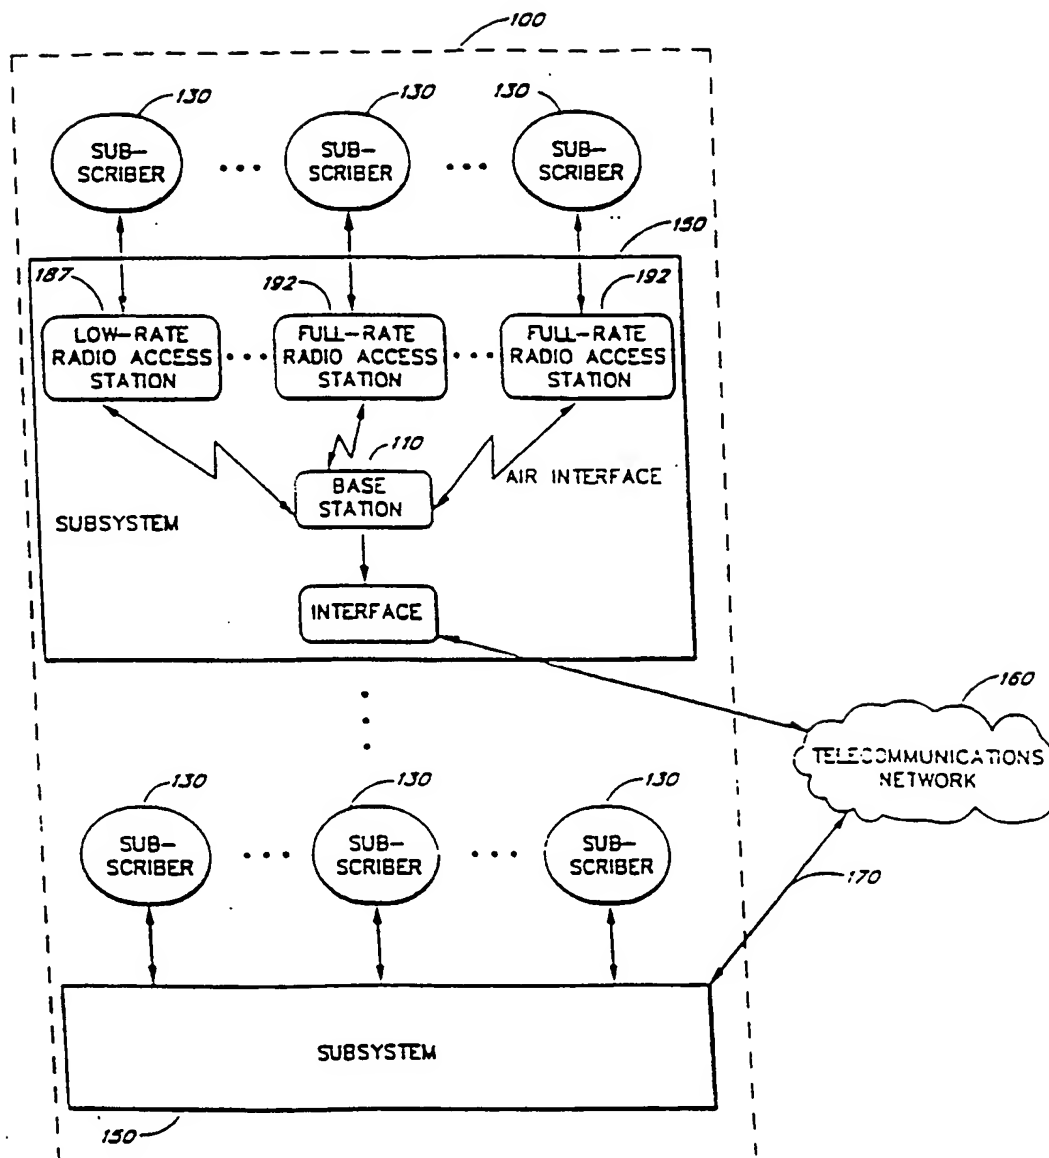 100
130
130
130
SUB-
SCRIBER
SUB-
SCRIBER
SUB-
SCRIBER
150
187
192
192
LOW-RATE
RADIO ACCESS
STATION
FULL-RATE
RADIO ACCESS
STATION
FULL-RATE
RADIO ACCESS
STATION
110
BASE
STATION
AIR INTERFACE
SUBSYSTEM
INTERFACE
160
TELECOMMUNICATIONS
NETWORK
130
130
130
SUB-
SCRIBER
SUB-
SCRIBER
SUB-
SCRIBER
170
SUBSYSTEM
150